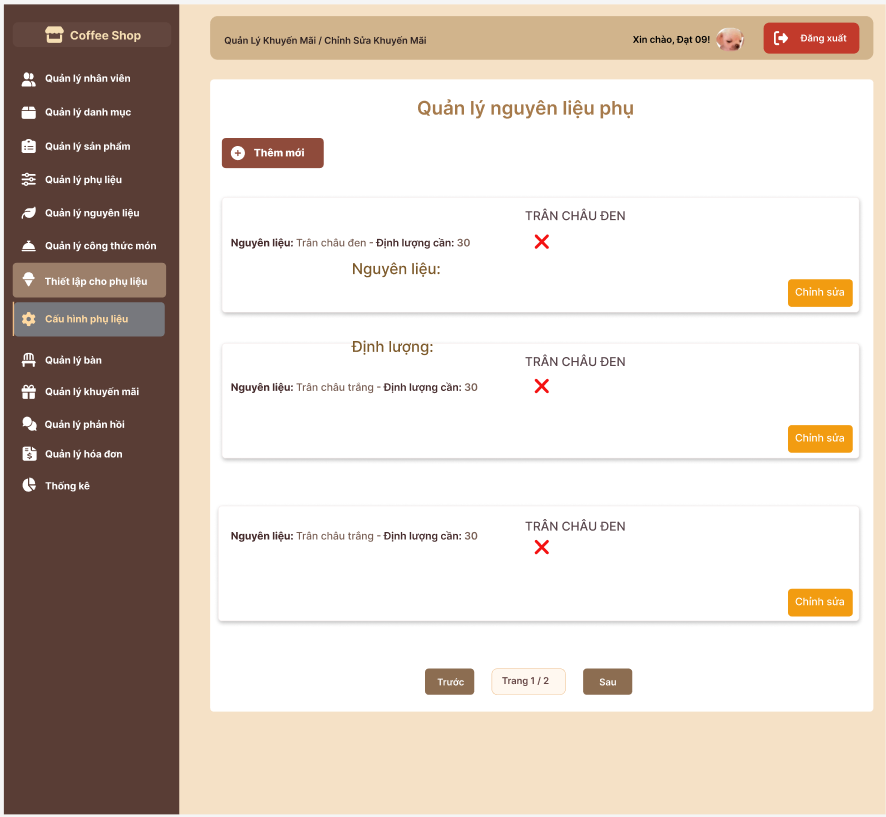 Coffee Shop
Quản lý nhân viên
Quản lý danh mục
Quản lý sản phẩm
Quản lý phụ liệu
Quản lý nguyên liệu
Quản lý công thức món
Thiết lập cho phụ liệu
Cấu hình phụ liệu
Quản lý bàn
Quản lý khuyến mãi
Quản lý phản hồi
Quản lý hóa đơn
Thống kê
Quản Lý Khuyến Mãi / Chỉnh Sửa Khuyến Mãi
Xin chào, Đạt 09!
Đăng xuất
Quản lý nguyên liệu phụ
Thêm mới
TRÂN CHÂU ĐEN
Nguyên liệu: Trân châu đen - Định lượng cần: 30
Nguyên liệu:
Chỉnh sửa
Định lượng:
TRÂN CHÂU ĐEN
Nguyên liệu: Trân châu trắng - Định lượng cần: 30
Chỉnh sửa
TRÂN CHÂU ĐEN
Nguyên liệu: Trân châu trắng - Định lượng cần: 30
Chỉnh sửa
Trước
Trang 1 / 2
Sau